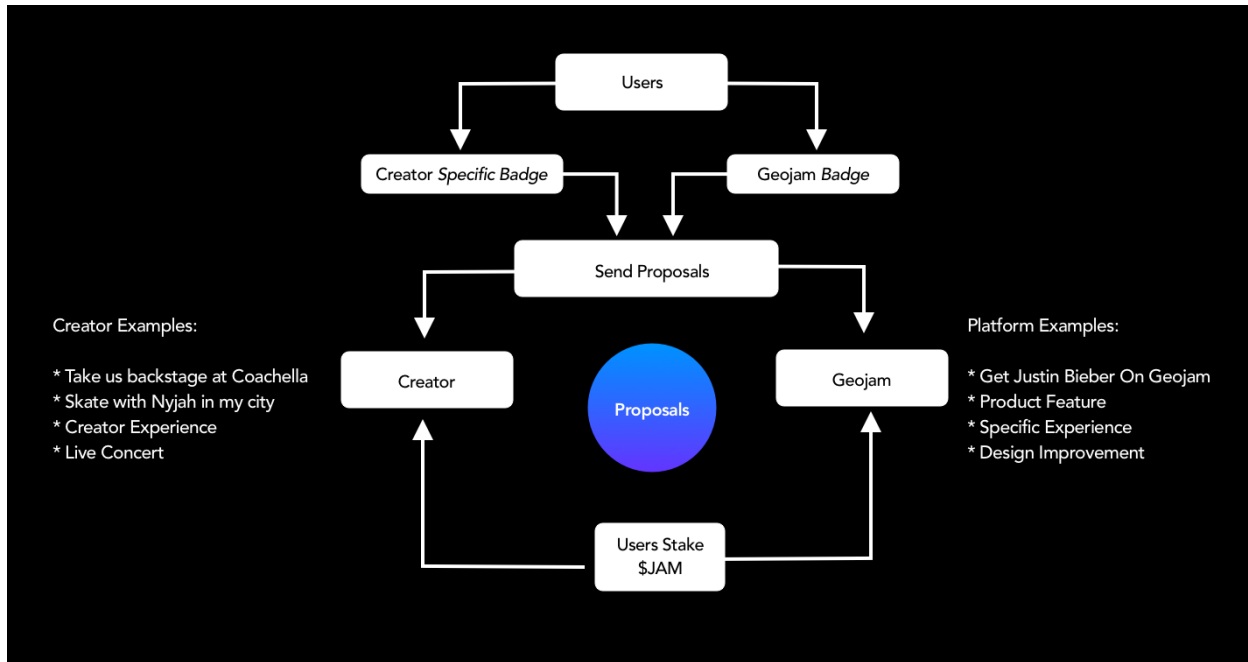 Users
Creator Specific Badge
Geojam Badge
Send Proposals
Creator Examples:
* Take us backstage at Coachella
* Skate with Nyjah in my city
* Creator Experience
* Live Concert
Creator
Proposals
Geojam
Platform Examples:
* Get Justin Bieber On Geojam
* Product Feature
* Specific Experience
* Design Improvement
Users Stake
$JAM